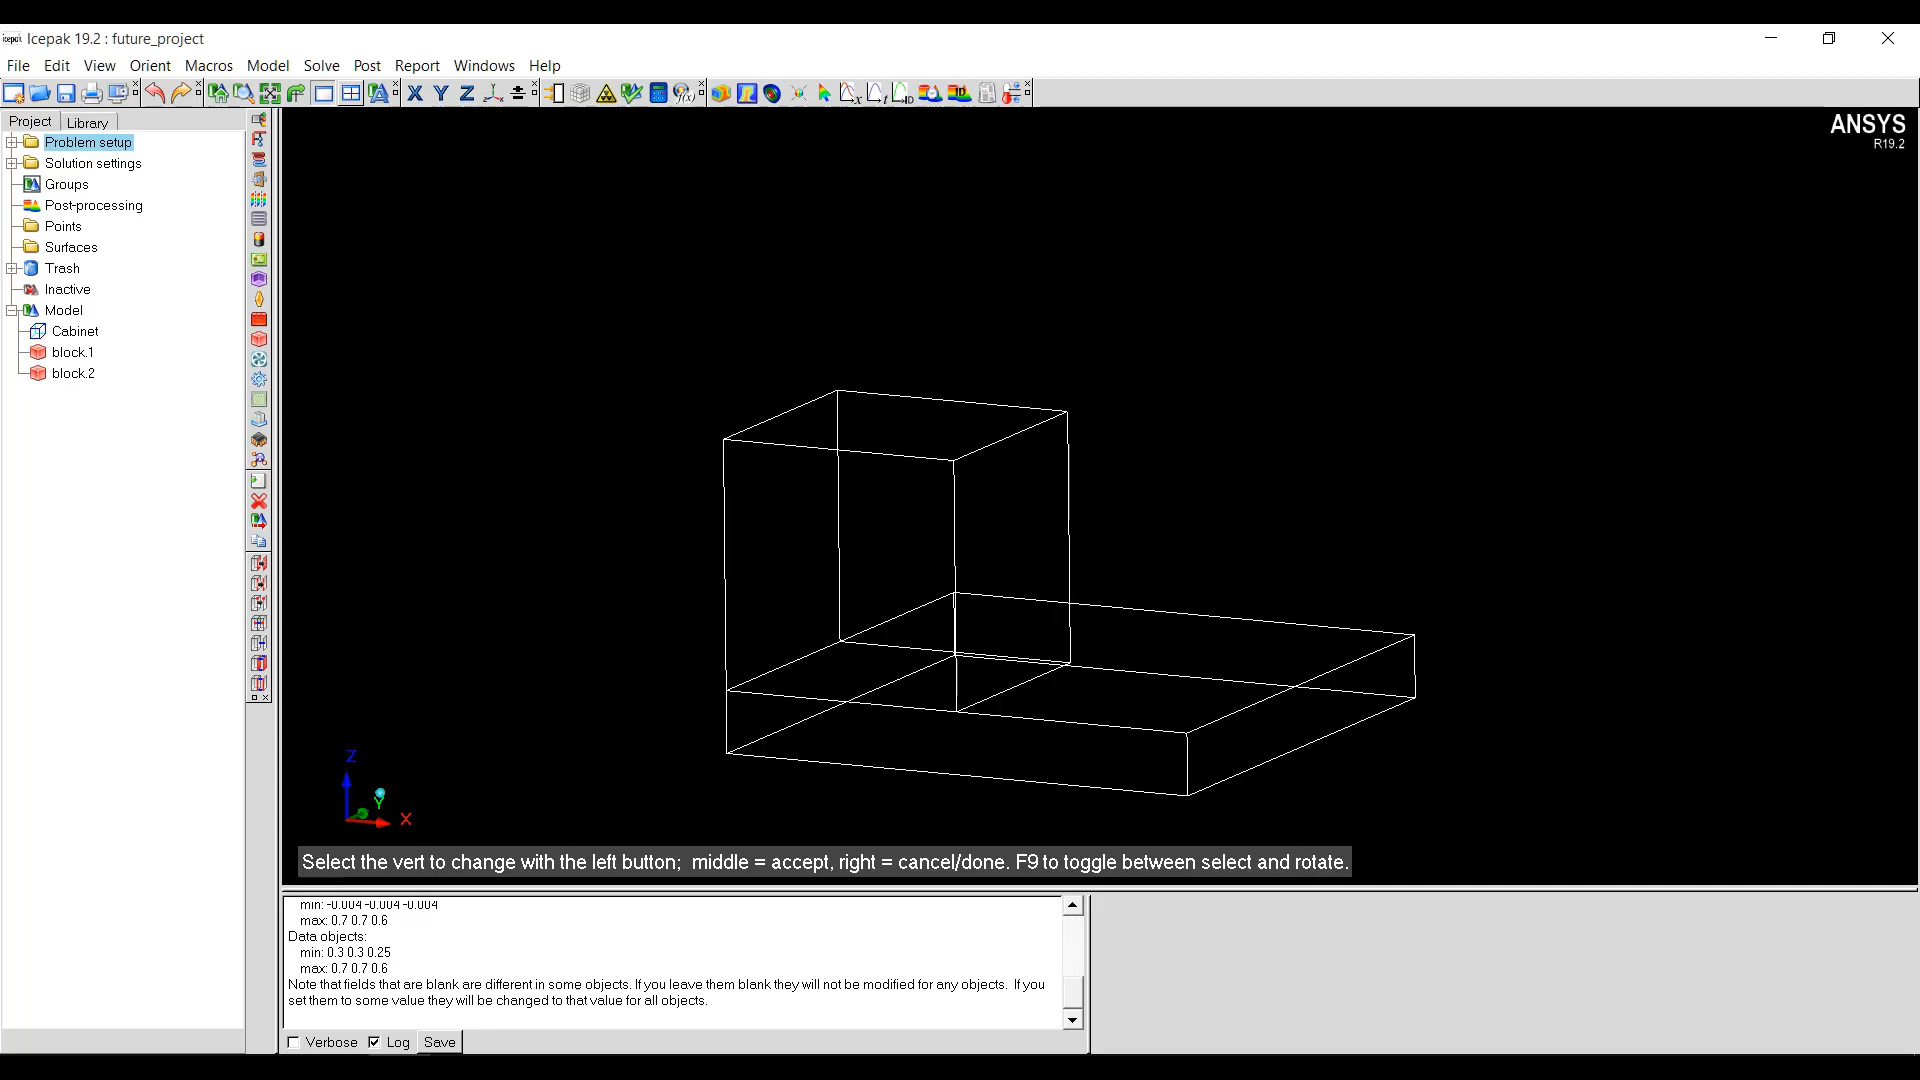 Icepak 19.2 : future_project
File Edit View Orient Macros Model Solve Post Report Windows Help
X Y Z
Project Library
Problem setup
Solution settings
Groups
Post-processing
Points
Surfaces
Trash
Inactive
Model
Cabinet
block.1
block.2
ANSYS
R19.2
Z
Y
X
Select the vert to change with the left button; middle = accept, right = cancel/done. F9 to toggle between select and rotate.
min: -0.004 -0.004 -0.004
max: 0.7 0.7 0.6
Data objects:
min: 0.3 0.3 0.25
max: 0.7 0.7 0.6
Note that fields that are blank are different in some objects. If you leave them blank they will not be modified for any objects. If you
set them to some value they will be changed to that value for all objects.
Verbose Log Save